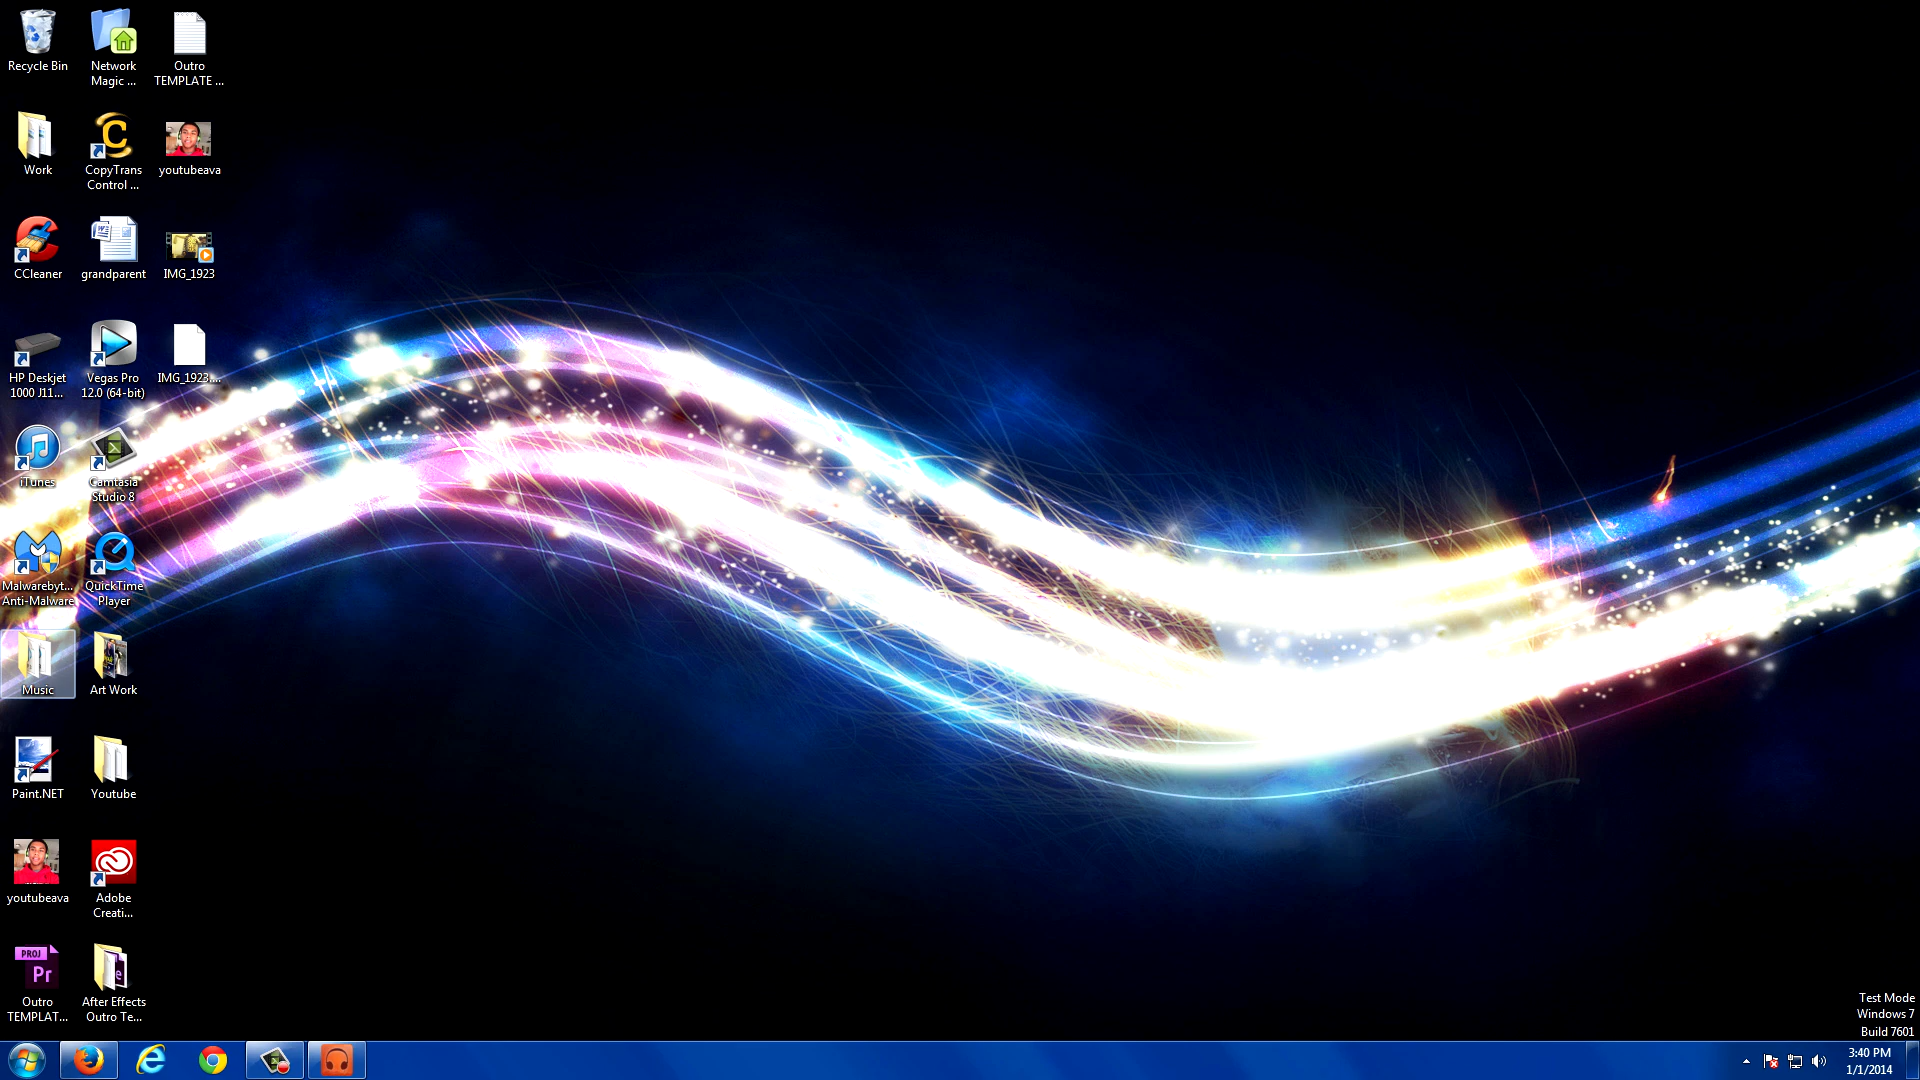 Recycle Bin
Network
Magic ...
Outro
TEMPLATE ...
Work
CopyTrans
Control ...
youtubeava
CCleaner
grandparent
IMG_1923
HP Deskjet
1000 J11...
Vegas Pro
12.0 (64-bit)
IMG_1923....
iTunes
Camtasia
Studio 8
Malwarebyt...
Anti-Malware
QuickTime
Player
Music
Art Work
Paint.NET
Youtube
youtubeava
Adobe
Creati...
PROJ
Pr
Outro
TEMPLAT...
After Effects
Outro Te...
Test Mode
Windows 7
Build 7601
3:40 PM
1/1/2014